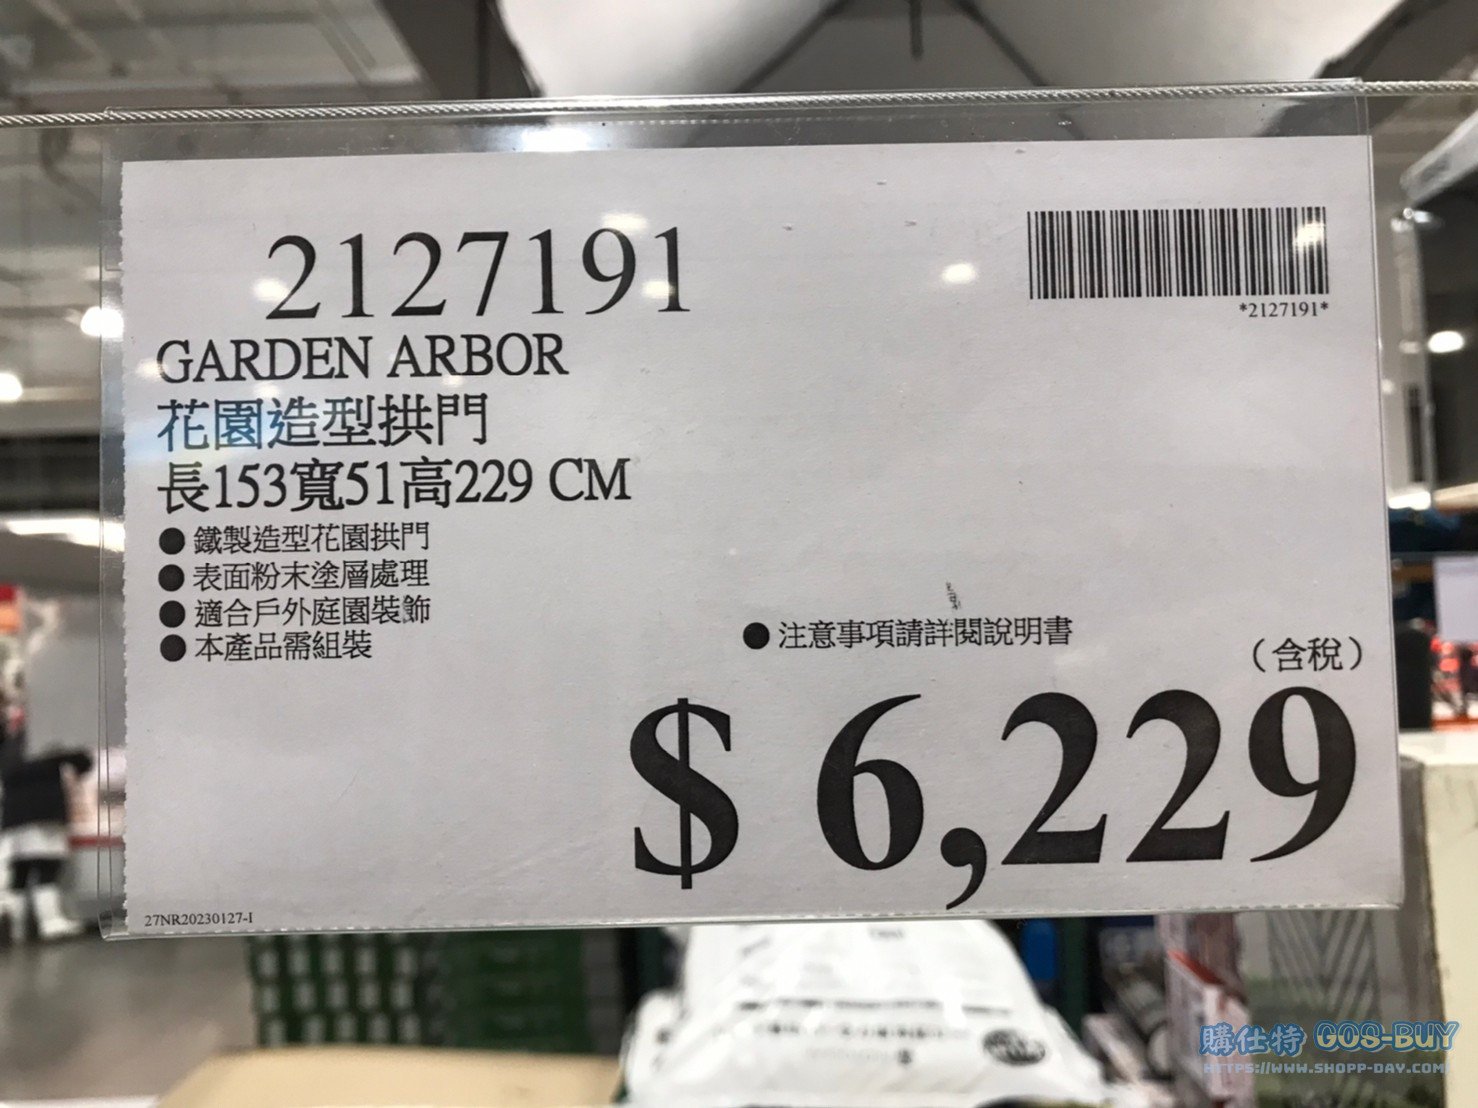 2127191
*2127191*
GARDEN ARBOR
花園造型拱門
長153寬51高229 CM
● 鐵製造型花園拱門
● 表面粉末塗層處理
● 適合戶外庭園裝飾
● 本產品需組裝
● 注意事項請詳閱說明書
（含稅）
$ 6,229
27NR20230127-I
購仕特 GOS-BUY
HTTPS://WWW.SHOPP-DAY.COM/